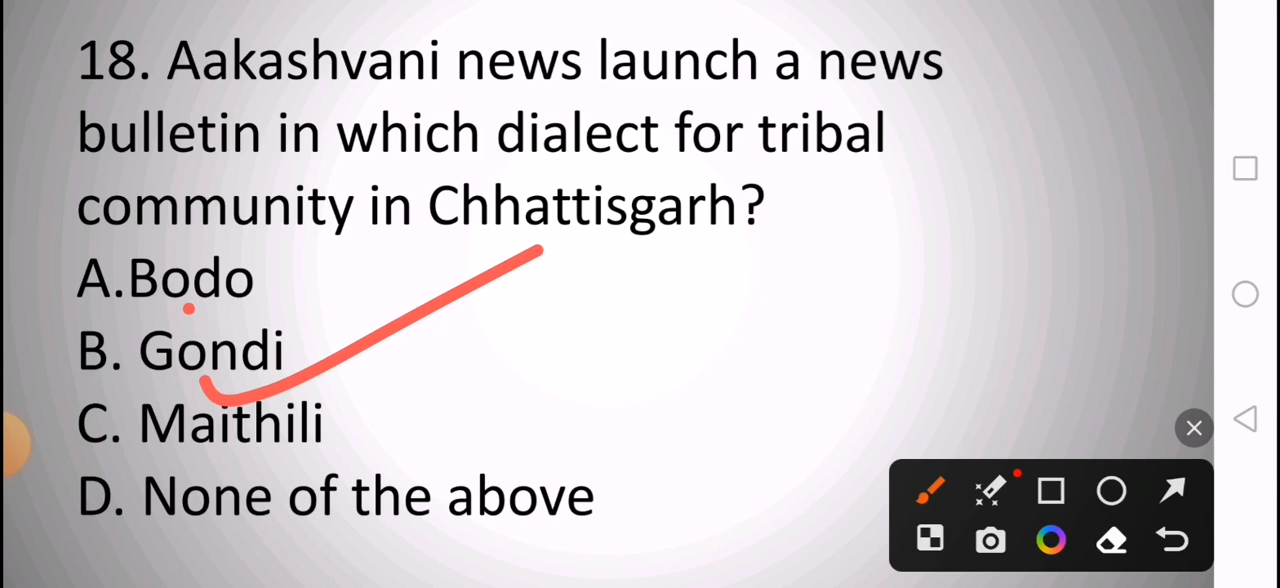 18. Aakashvani news launch a news
bulletin in which dialect for tribal
community in Chhattisgarh?
A.Bodo
B. Gondi
C. Maithili
D. None of the above